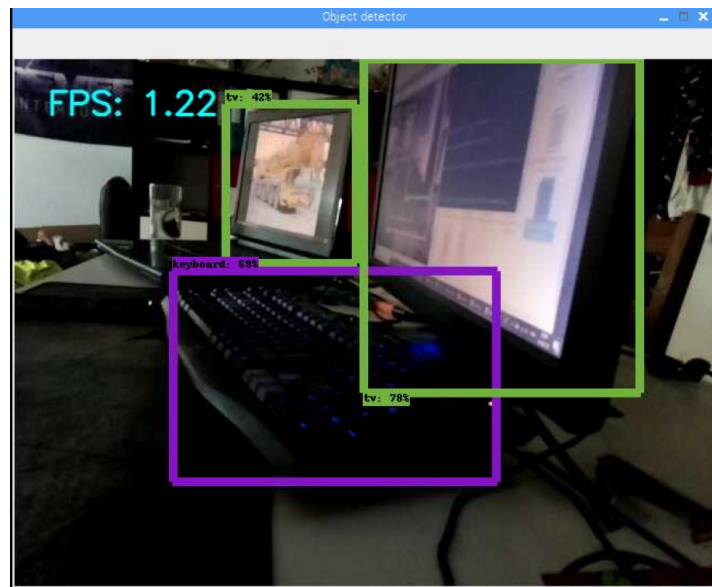 Object detector
FPS: 1.22
tv: 42%
keyboard: 69%
tv: 78%